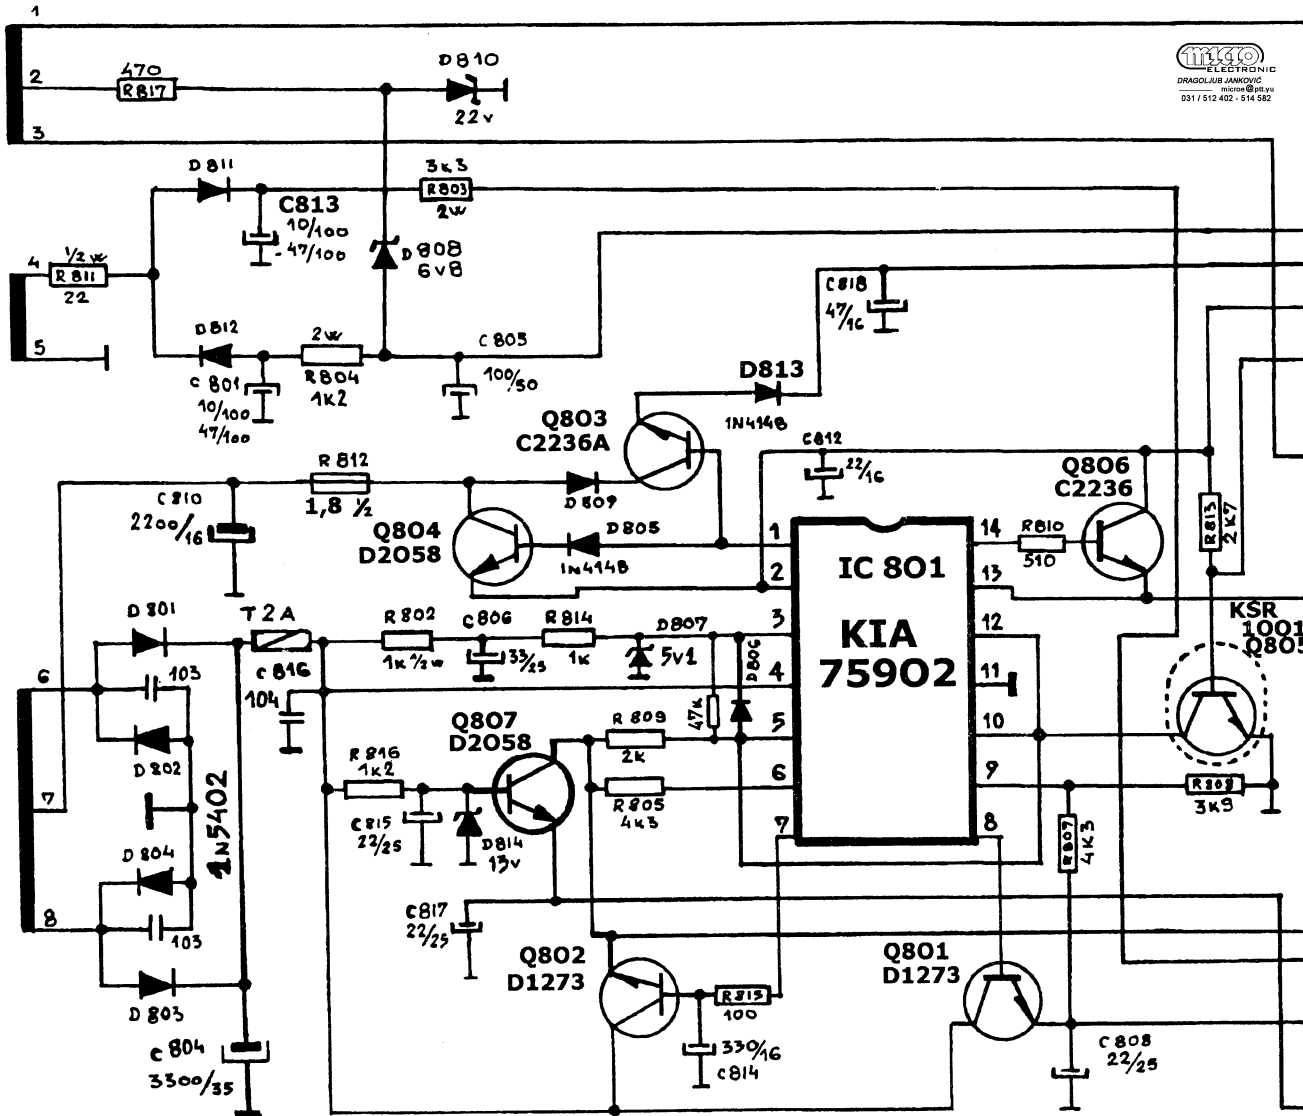 1
micro
ELECTRONIC
DRAGOLJUB JANKOVIĆ
microe@ptt.yu
031 / 512 402 - 514 582
470
R817
2
D810
22v
3
D811
3K3
R803
2W
C813
10/100
-47/100
D808
6V8
4
1/2W
R811
22
C818
47/16
5
D812
2W
R804
1K2
C803
100/50
C801
10/100
47/100
D813
1N4148
Q803
C2236A
C812
22/16
Q806
C2236
R812
1,8 ½
D809
C810
2200/16
Q804
D2058
D805
1N4148
R813
2K7
R810
510
IC 801
KIA
75902
1
2
3
4
5
6
7
14
13
12
11
10
9
8
D801
T2A
R802
1K ½W
C806
33/25
R814
1K
D807
5V1
D806
47K
KSR
1001
Q805
6
103
C816
104
D802
1N5402
7
Q807
D2058
R809
2K
R816
1K2
R805
4K3
R808
3K9
R807
4K3
C815
22/25
D814
13V
D804
8
103
D803
C817
22/25
Q802
D1273
R815
100
Q801
D1273
C804
3300/35
330/16
C814
C808
22/25